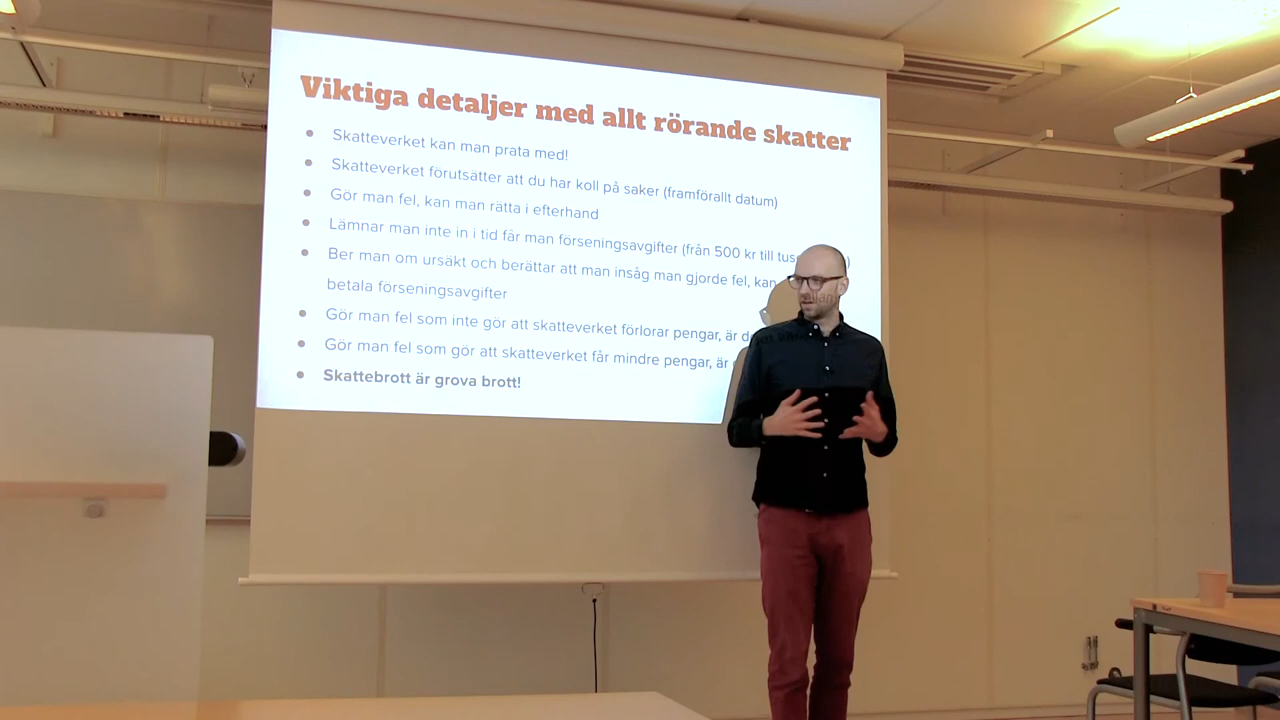 Viktiga detaljer med allt rörande skatter
Skatteverket kan man prata med!
Skatteverket förutsätter att du har koll på saker (framförallt datum)
Gör man fel, kan man rätta i efterhand
Lämnar man inte in i tid får man förseningsavgifter (från 500 kr till
Ber man om ursäkt och berättar att man insåg man gjorde fel, kan
betala förseningsavgifter
Gör man fel som inte gör att skatteverket förlorar pengar, är
Gör man fel som gör att skatteverket får mindre pengar, är
Skattebrott är grova brott!